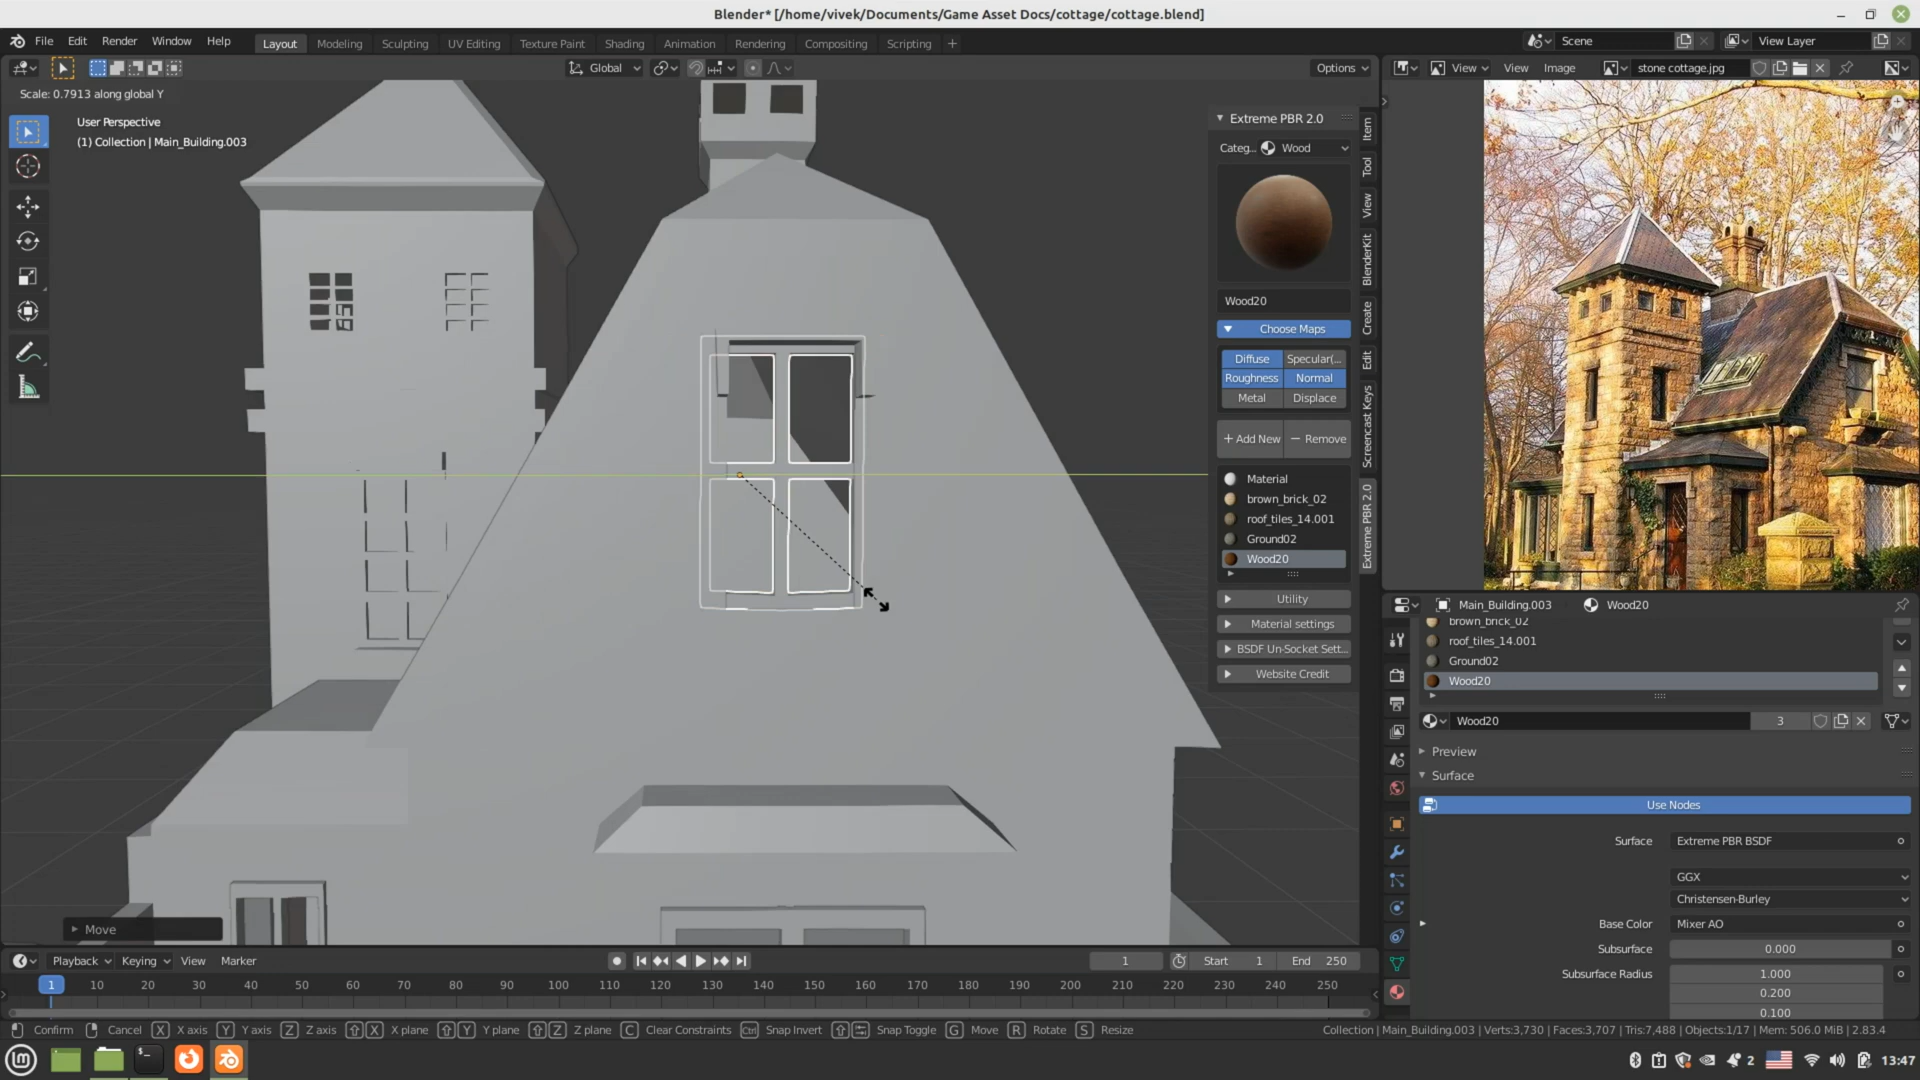 Blender* [/home/vivek/Documents/Game Asset Docs/cottage/cottage.blend]
File Edit Render Window Help Layout Modeling Sculpting UV Editing Texture Paint Shading Animation Rendering Compositing Scripting + Scene View Layer
Global Options View View Image stone cottage.jpg
Scale: 0.7913 along global Y
User Perspective
(1) Collection | Main_Building.003
Extreme PBR 2.0
Categ... Wood
Wood20
Choose Maps
Diffuse Specular(...
Roughness Normal
Metal Displace
+ Add New − Remove
Material
brown_brick_02
roof_tiles_14.001
Ground02
Wood20
Utility
Material settings
BSDF Un-Socket Sett...
Website Credit
Item
Tool
View
BlenderKit
Create
Edit
Screencast Keys
Extreme PBR 2.0
Main_Building.003 Wood20
brown_brick_02
roof_tiles_14.001
Ground02
Wood20
Wood20 3
Preview
Surface
Use Nodes
Surface Extreme PBR BSDF
GGX
Christensen-Burley
Base Color Mixer AO
Subsurface 0.000
Subsurface Radius 1.000
0.200
0.100
Move
Playback Keying View Marker 1 Start 1 End 250
1 10 20 30 40 50 60 70 80 90 100 110 120 130 140 150 160 170 180 190 200 210 220 230 240 250
Confirm Cancel X X axis Y Y axis Z Z axis X X plane Y Y plane Z Z plane C Clear Constraints Ctrl Snap Invert Snap Toggle G Move R Rotate S Resize Collection | Main_Building.003 | Verts:3,730 | Faces:3,707 | Tris:7,488 | Objects:1/17 | Mem: 506.0 MiB | 2.83.4
2 13:47